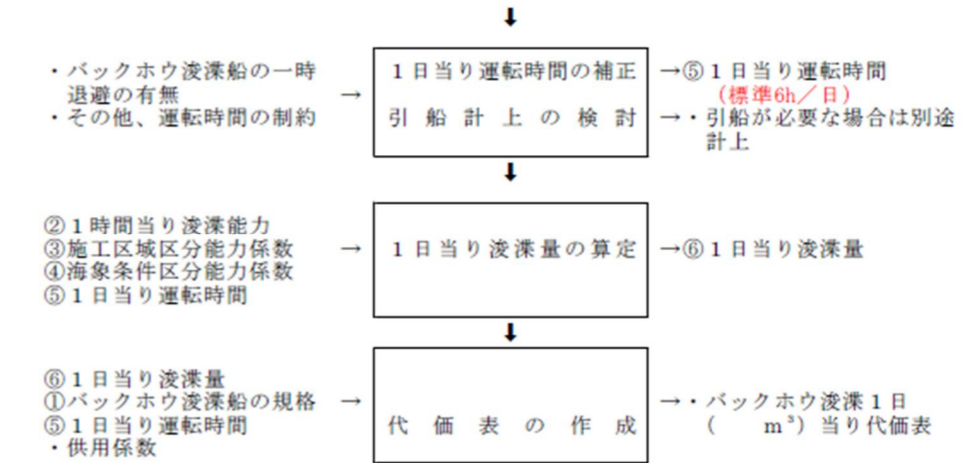 ・バックホウ浚渫船の一時
退避の有無
・その他、運転時間の制約
→
１日当り運転時間の補正
引船計上の検討
→⑤１日当り運転時間
（標準6h／日）
→・引船が必要な場合は別途
計上
②１時間当り浚渫能力
③施工区域区分能力係数
④海象条件区分能力係数
⑤１日当り運転時間
→
１日当り浚渫量の算定
→⑥１日当り浚渫量
⑥１日当り浚渫量
①バックホウ浚渫船の規格
⑤１日当り運転時間
・供用係数
→
代価表の作成
→・バックホウ浚渫１日
（　　ｍ³）当り代価表